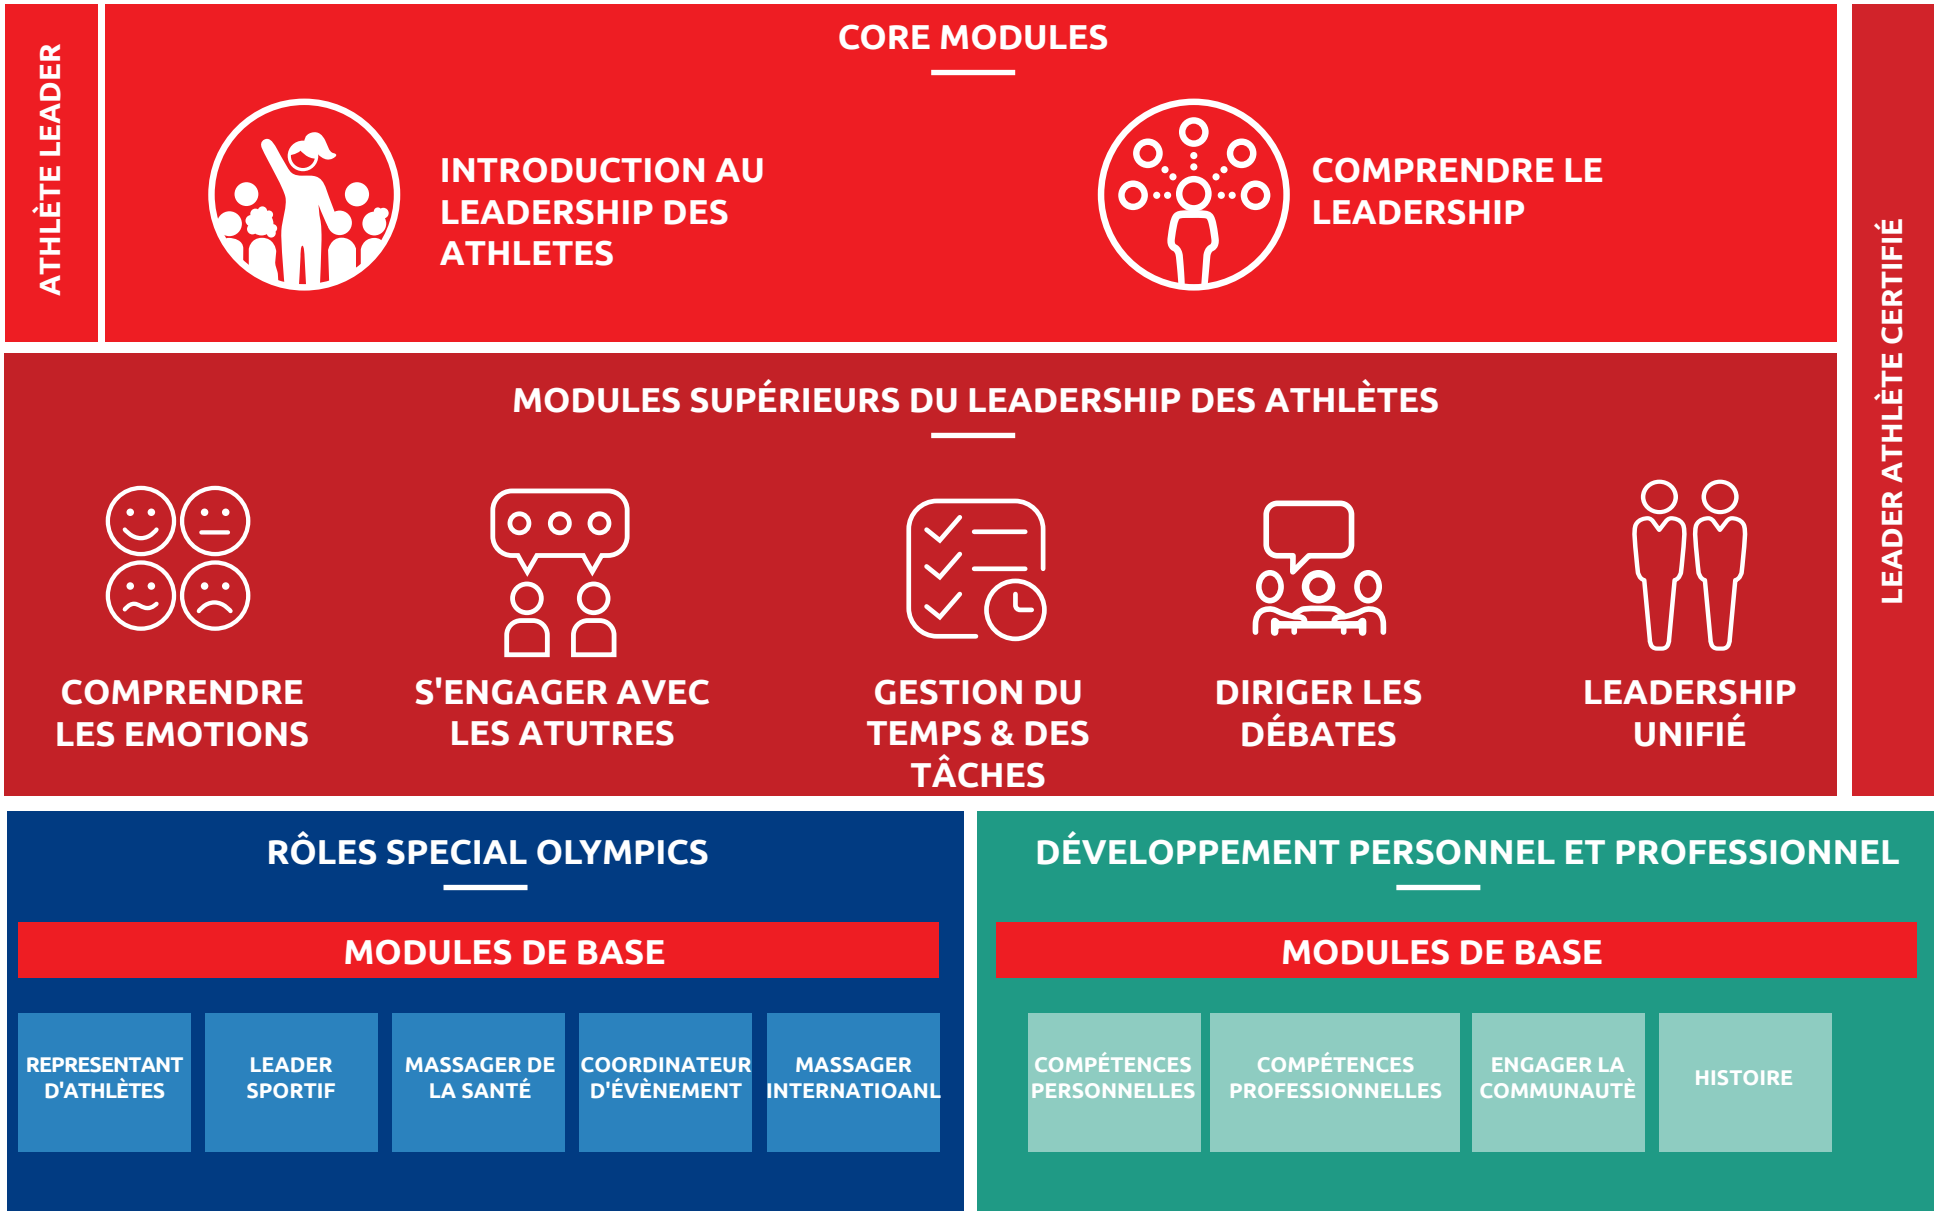 ATHLÈTE LEADER
CORE MODULES
INTRODUCTION AU
LEADERSHIP DES
ATHLETES
COMPRENDRE LE
LEADERSHIP
LEADER ATHLÈTE CERTIFIÉ
MODULES SUPÉRIEURS DU LEADERSHIP DES ATHLÈTES
COMPRENDRE
LES EMOTIONS
S'ENGAGER AVEC
LES ATUTRES
GESTION DU
TEMPS & DES
TÂCHES
DIRIGER LES
DÉBATES
LEADERSHIP
UNIFIÉ
RÔLES SPECIAL OLYMPICS
MODULES DE BASE
REPRESENTANT
D'ATHLÈTES
LEADER
SPORTIF
MASSAGER DE
LA SANTÉ
COORDINATEUR
D'ÉVÈNEMENT
MASSAGER
INTERNATIOANL
DÉVELOPPEMENT PERSONNEL ET PROFESSIONNEL
MODULES DE BASE
COMPÉTENCES
PERSONNELLES
COMPÉTENCES
PROFESSIONNELLES
ENGAGER LA
COMMUNAUTÈ
HISTOIRE